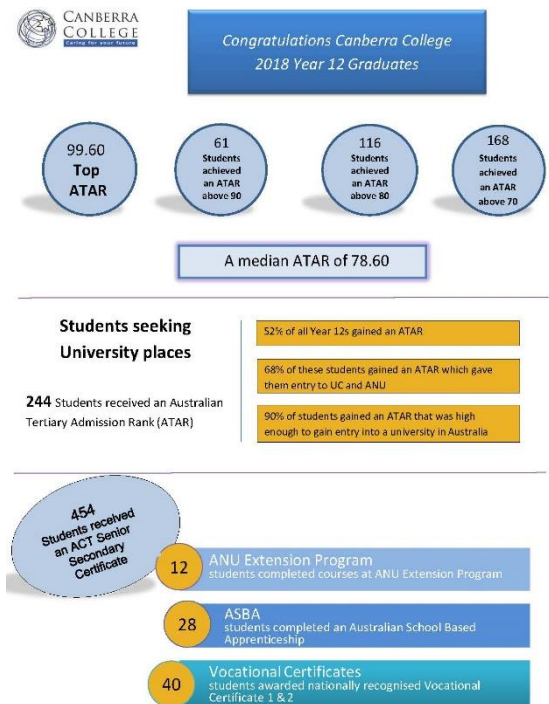 CANBERRA
COLLEGE
Caring for your future
Congratulations Canberra College
2018 Year 12 Graduates
99.60
Top
ATAR
61
Students
achieved
an ATAR
above 90
116
Students
achieved
an ATAR
above 80
168
Students
achieved
an ATAR
above 70
A median ATAR of 78.60
Students seeking
University places
244 Students received an Australian
Tertiary Admission Rank (ATAR)
52% of all Year 12s gained an ATAR
68% of these students gained an ATAR which gave
them entry to UC and ANU
90% of students gained an ATAR that was high
enough to gain entry into a university in Australia
454
Students received
an ACT Senior
Secondary
Certificate
12
ANU Extension Program
students completed courses at ANU Extension Program
28
ASBA
students completed an Australian School Based
Apprenticeship
40
Vocational Certificates
students awarded nationally recognised Vocational
Certificate 1 & 2